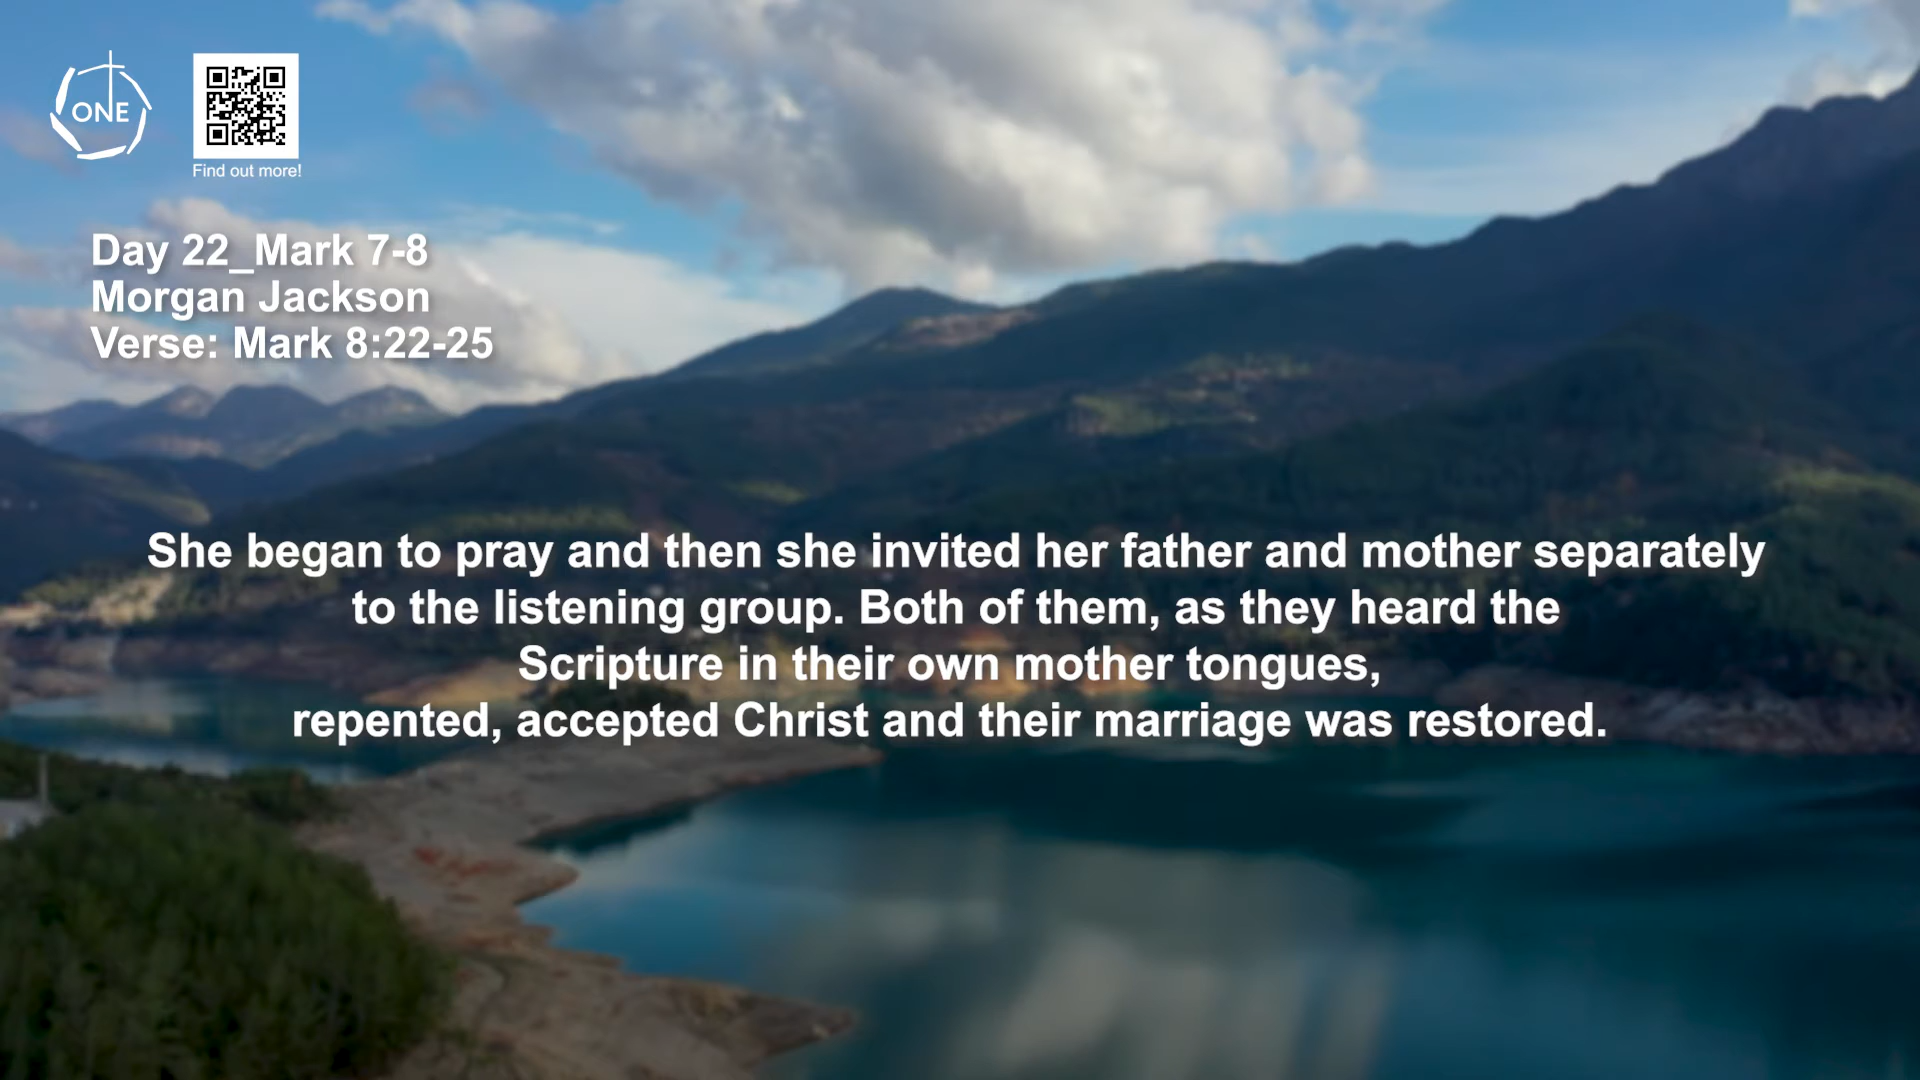 ONE
Find out more!
Day 22_Mark 7-8
Morgan Jackson
Verse: Mark 8:22-25
She began to pray and then she invited her father and mother separately
to the listening group. Both of them, as they heard the
Scripture in their own mother tongues,
repented, accepted Christ and their marriage was restored.